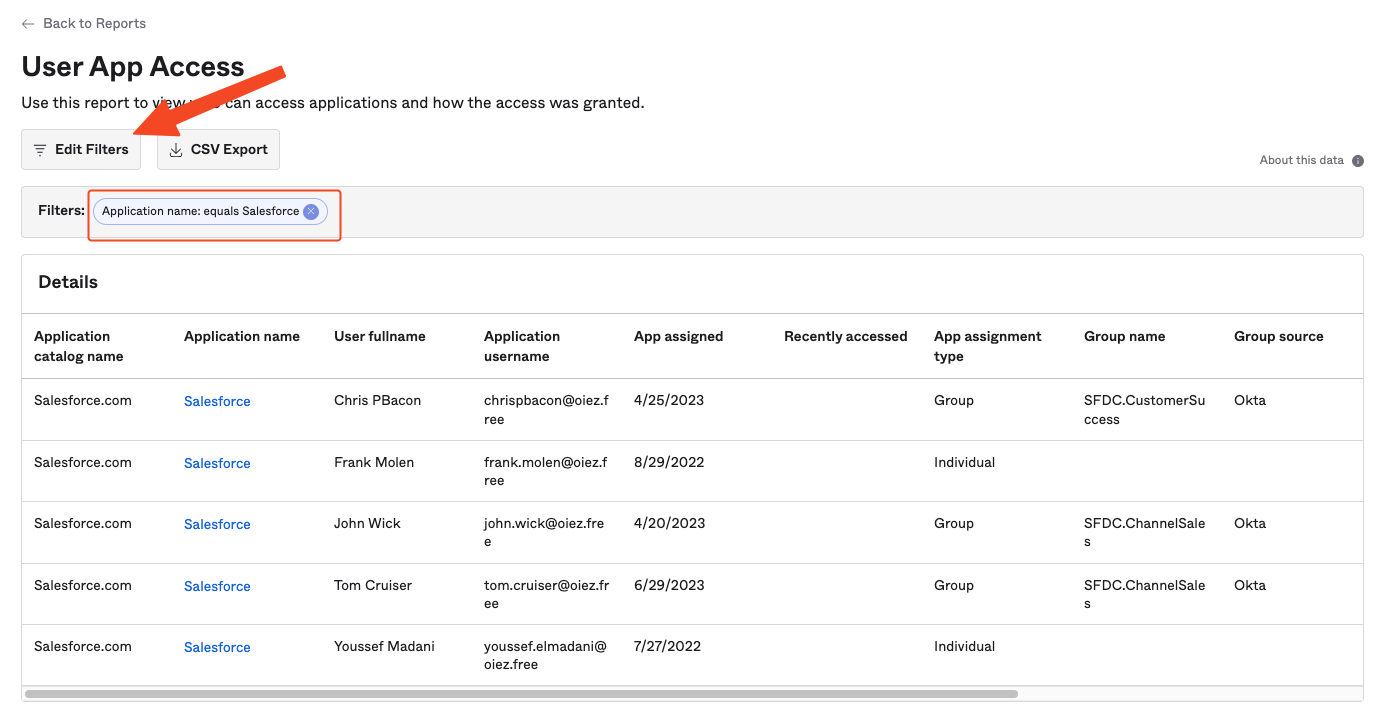 Back to Reports
User App Access
Use this report to view can access applications and how the access was granted.
Edit Filters CSV Export
About this data
Filters: Application name: equals Salesforce
Details
Application catalog name Application name User fullname Application username App assigned Recently accessed App assignment type Group name Group source
Salesforce.com Salesforce Chris PBacon chrispbacon@oiez.free 4/25/2023 Group SFDC.CustomerSuccess Okta
Salesforce.com Salesforce Frank Molen frank.molen@oiez.free 8/29/2022 Individual
Salesforce.com Salesforce John Wick john.wick@oiez.free 4/20/2023 Group SFDC.ChannelSales Okta
Salesforce.com Salesforce Tom Cruiser tom.cruiser@oiez.free 6/29/2023 Group SFDC.ChannelSales Okta
Salesforce.com Salesforce Youssef Madani youssef.elmadani@oiez.free 7/27/2022 Individual